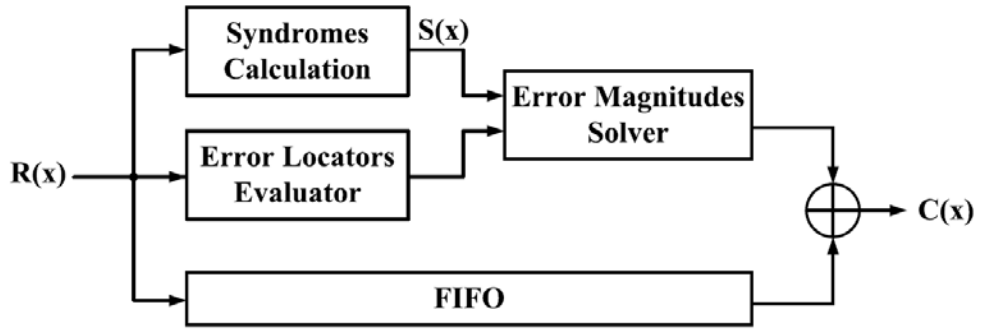 Syndromes
Calculation
S(x)
Error Magnitudes
Solver
R(x)
Error Locators
Evaluator
C(x)
FIFO